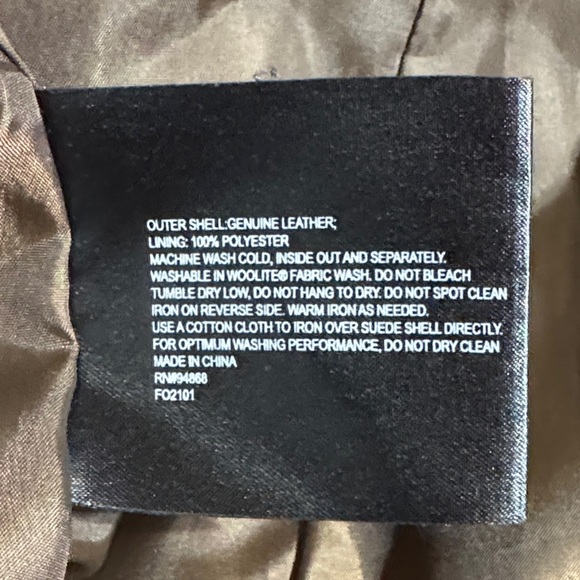 OUTER SHELL:GENUINE LEATHER;
LINING: 100% POLYESTER
MACHINE WASH COLD, INSIDE OUT AND SEPARATELY.
WASHABLE IN WOOLITE® FABRIC WASH. DO NOT BLEACH
TUMBLE DRY LOW, DO NOT HANG TO DRY. DO NOT SPOT CLEAN
IRON ON REVERSE SIDE. WARM IRON AS NEEDED.
USE A COTTON CLOTH TO IRON OVER SUEDE SHELL DIRECTLY.
FOR OPTIMUM WASHING PERFORMANCE, DO NOT DRY CLEAN
MADE IN CHINA
RN#94868
FO2101